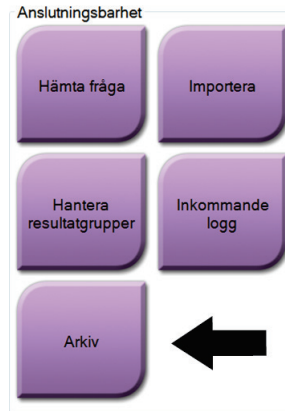 Anslutningsbarhet
Hämta fråga
Importera
Hantera
resultatgrupper
Inkommande
logg
Arkiv